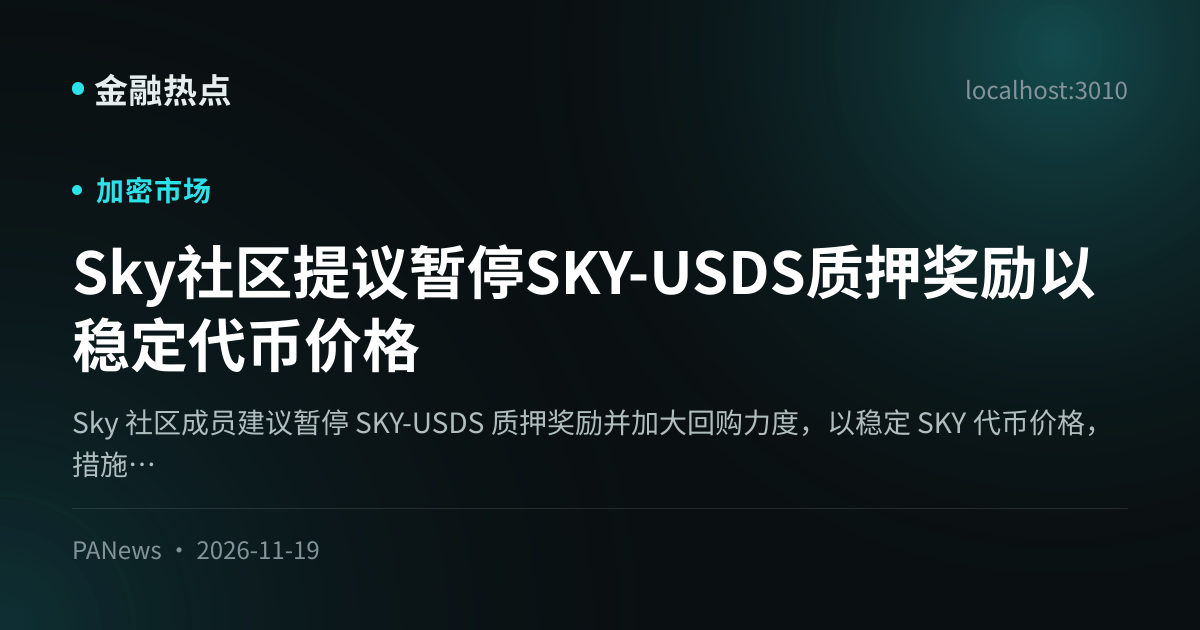 金融热点
localhost:3010
加密市场
Sky社区提议暂停SKY-USDS质押奖励以
稳定代币价格
Sky 社区成员建议暂停 SKY-USDS 质押奖励并加大回购力度，以稳定 SKY 代币价格，
措施…
PANews • 2026-11-19